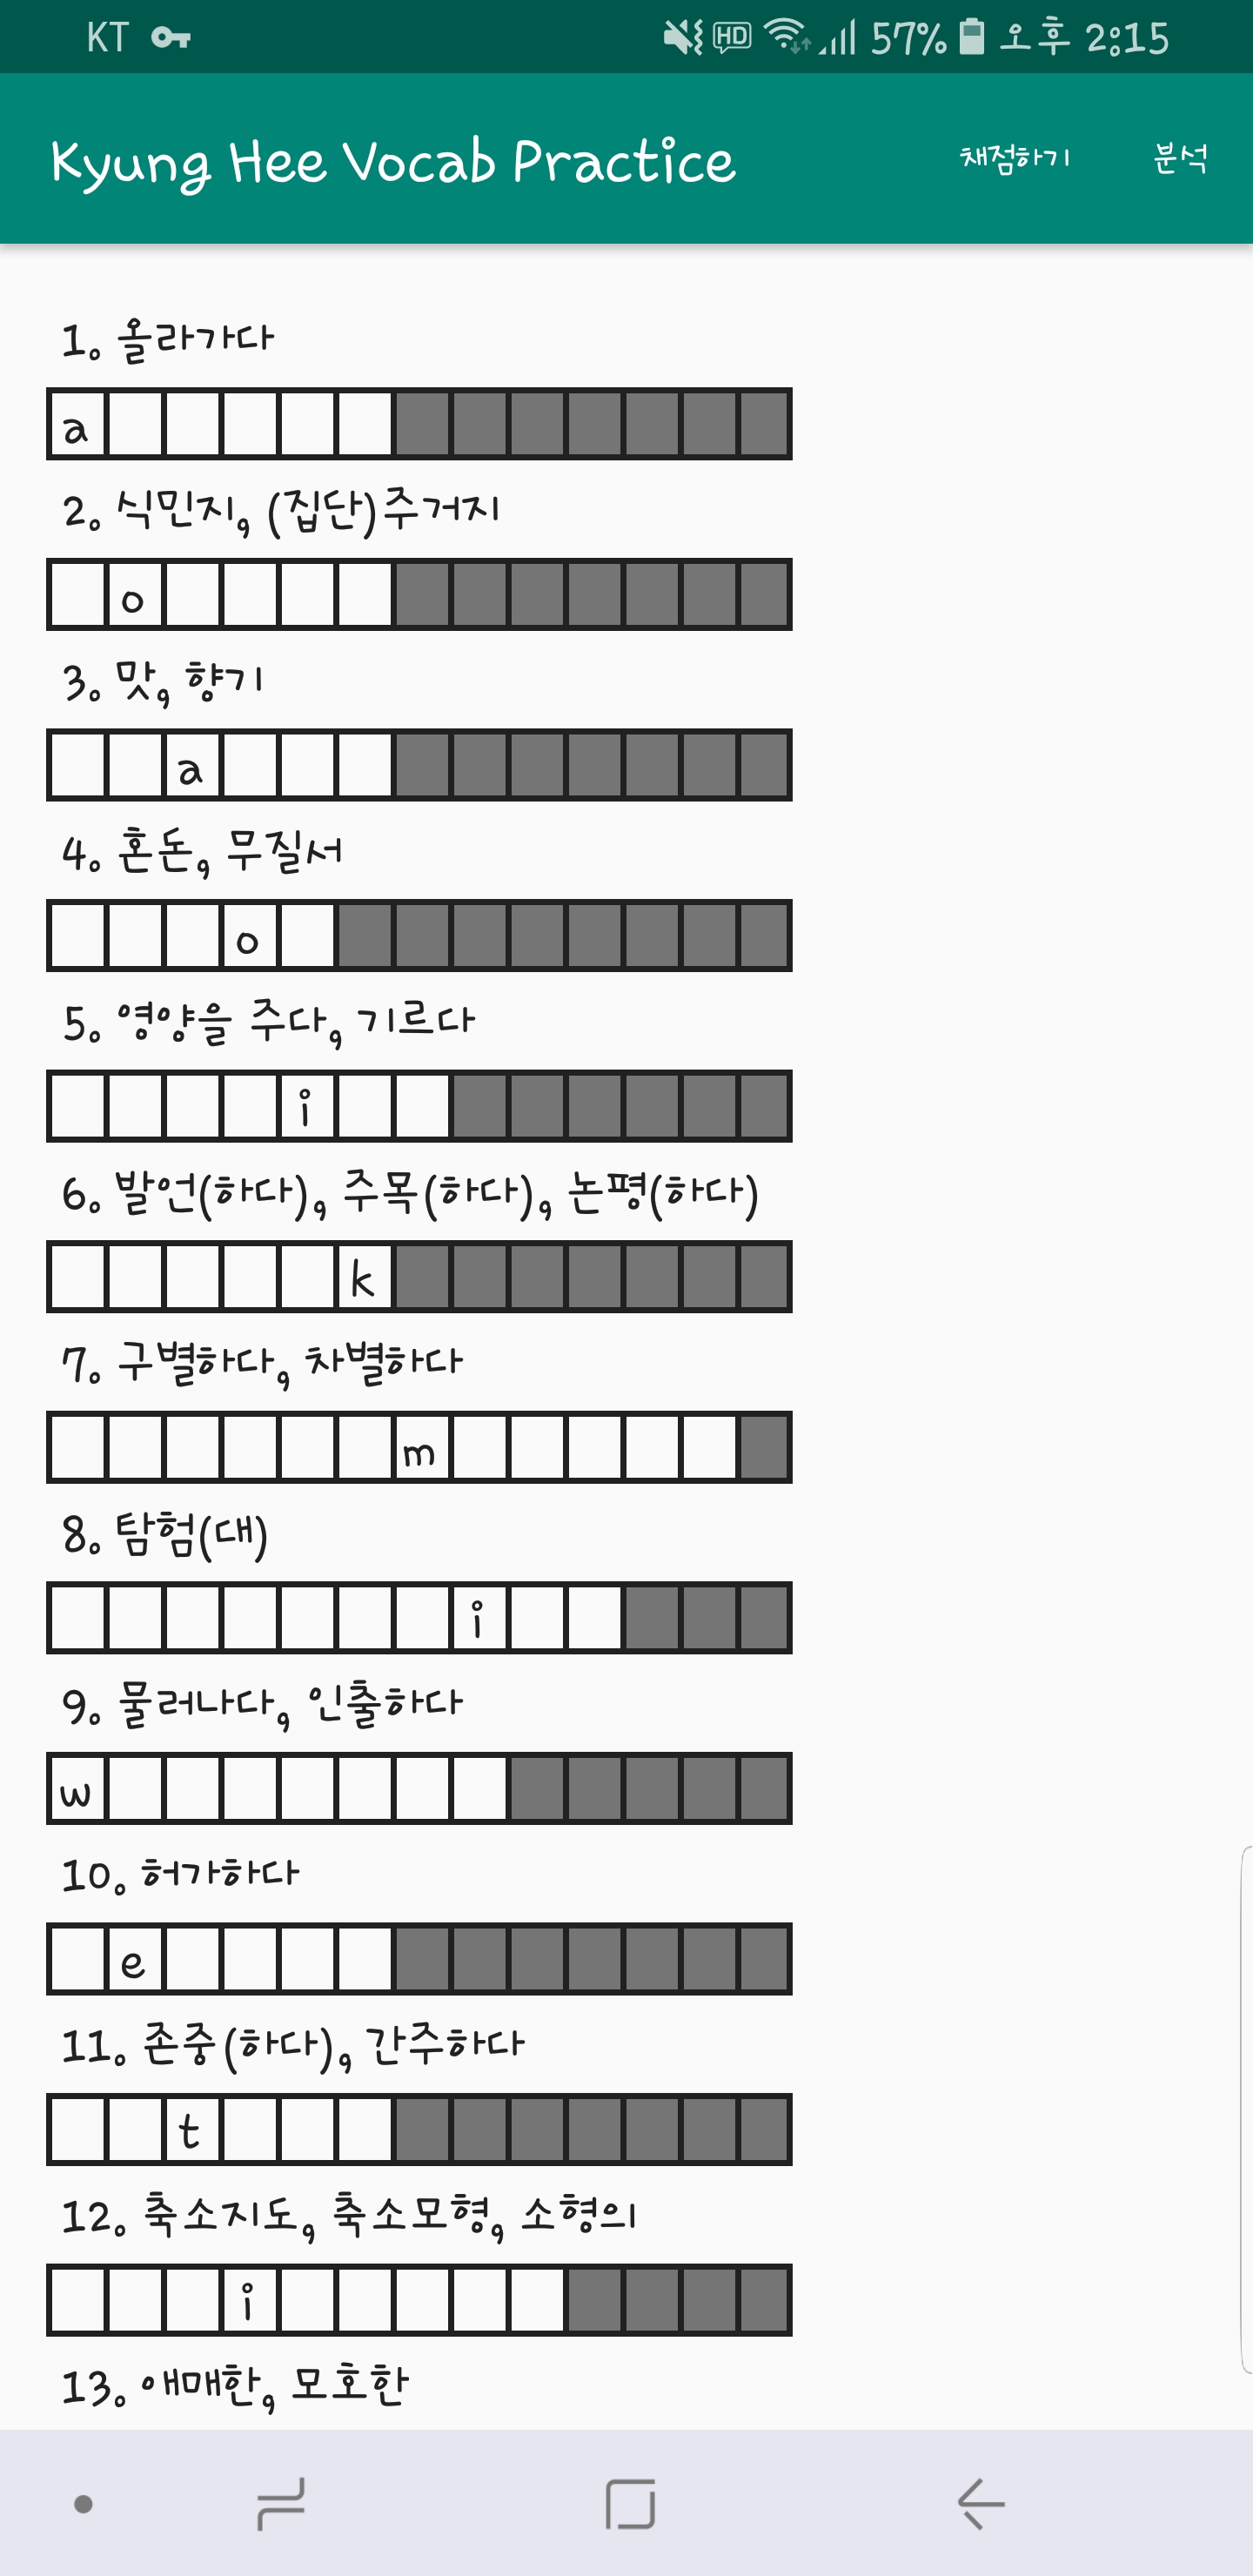 KT HD 57% 오후 2:15
Kyung Hee Vocab Practice 채점하기 분석
1. 올라가다
a
2. 식민지, (집단)주거지
o
3. 맛, 향기
a
4. 혼돈, 무질서
o
5. 영양을 주다, 기르다
i
6. 발언(하다), 주목(하다), 논평(하다)
k
7. 구별하다, 차별하다
m
8. 탐험(대)
i
9. 물러나다, 인출하다
w
10. 허가하다
e
11. 존중(하다), 간주하다
t
12. 축소지도, 축소모형, 소형의
i
13. 애매한, 모호한